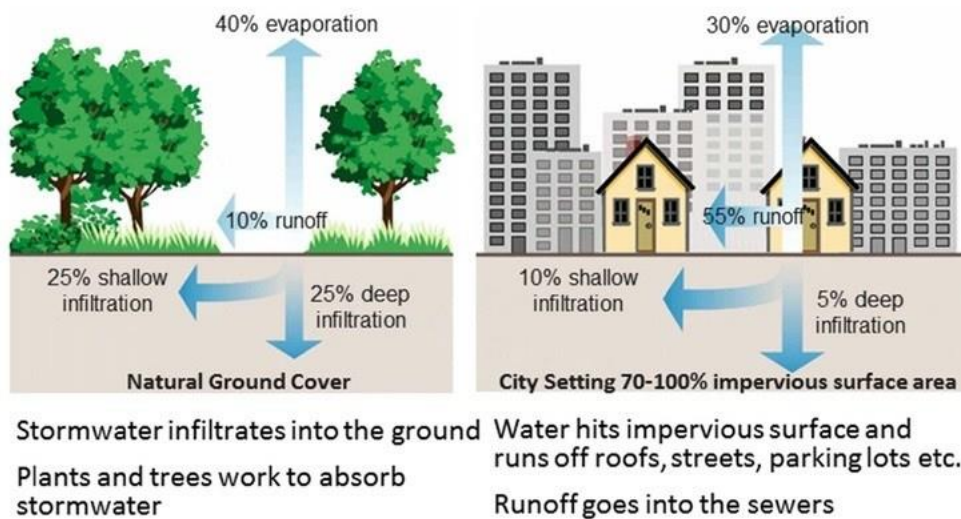 40% evaporation
10% runoff
25% shallow
infiltration
25% deep
infiltration
Natural Ground Cover
Stormwater infiltrates into the ground
Plants and trees work to absorb
stormwater
30% evaporation
55% runoff
10% shallow
infiltration
5% deep
infiltration
City Setting 70-100% impervious surface area
Water hits impervious surface and
runs off roofs, streets, parking lots etc.
Runoff goes into the sewers